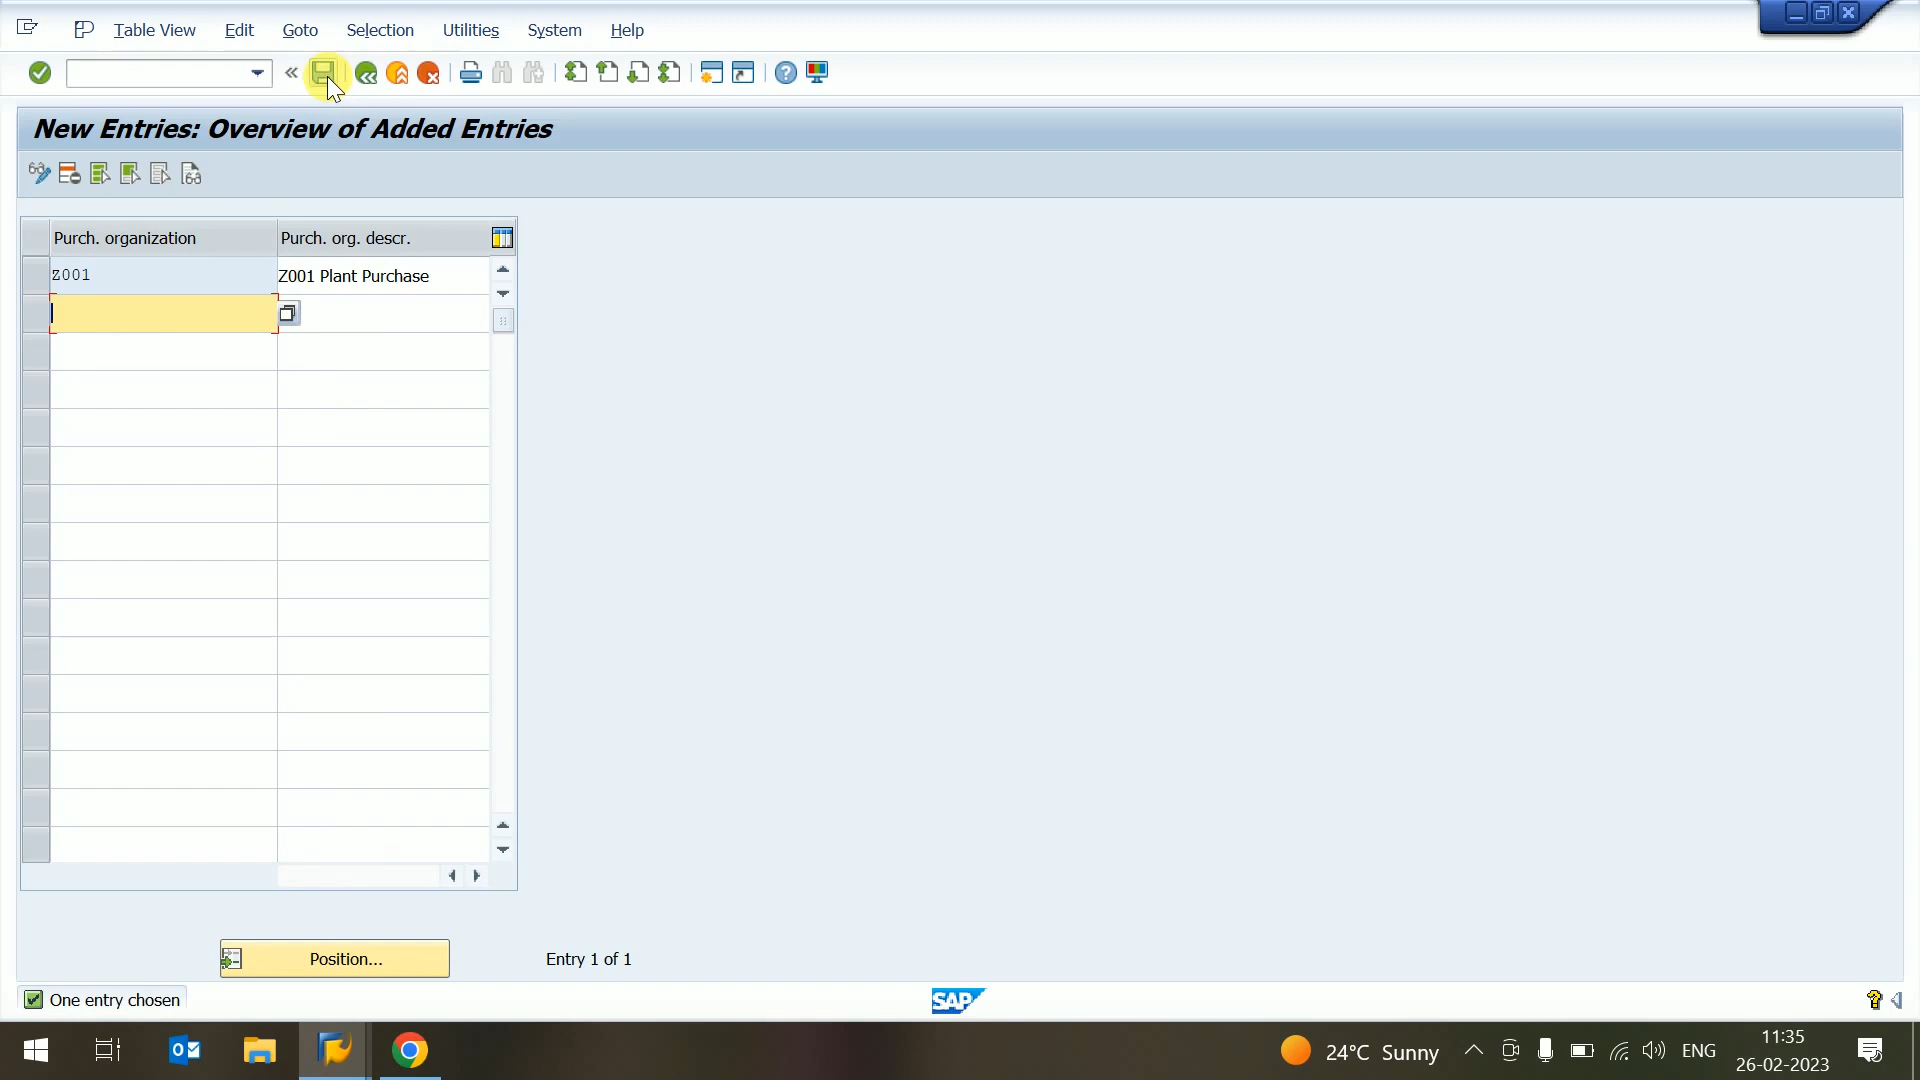 Table View Edit Goto Selection Utilities System Help
New Entries: Overview of Added Entries
Purch. organization Purch. org. descr.
Z001 Z001 Plant Purchase
Position... Entry 1 of 1
One entry chosen
SAP
24°C Sunny ENG 11:35
26-02-2023